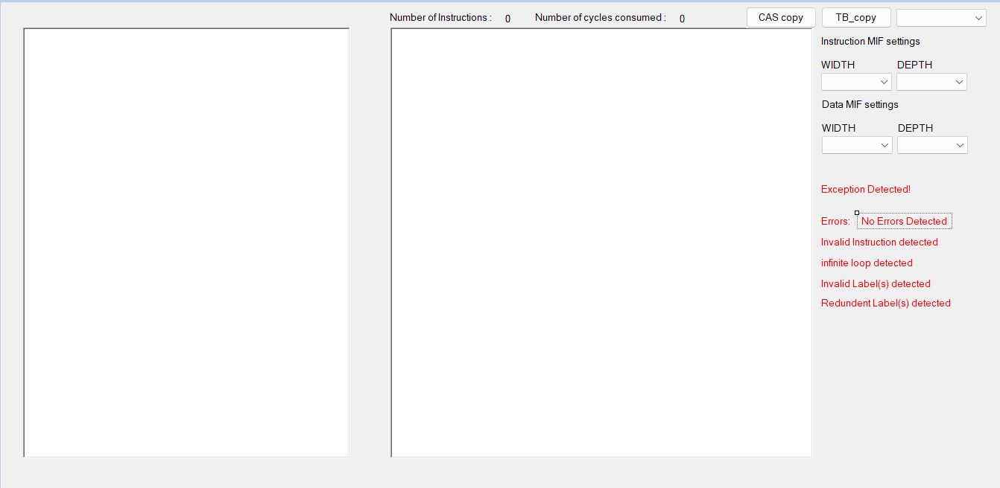 Number of Instructions : 0 Number of cycles consumed : 0 CAS copy TB_copy
Instruction MIF settings
WIDTH DEPTH
Data MIF settings
WIDTH DEPTH
Exception Detected!
Errors: No Errors Detected
Invalid Instruction detected
infinite loop detected
Invalid Label(s) detected
Redundent Label(s) detected